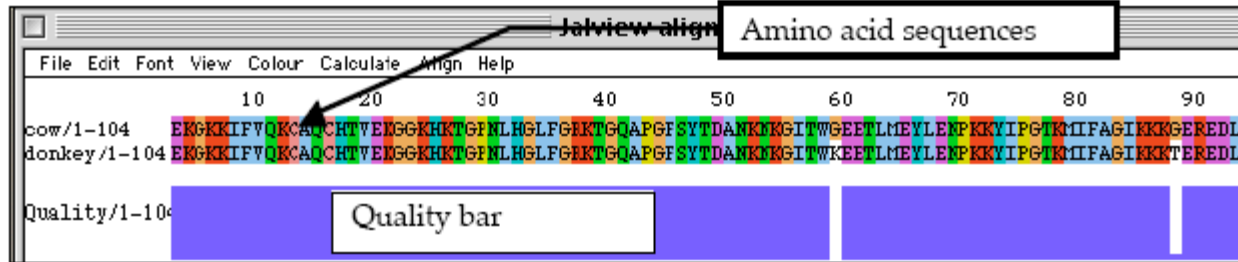 Jalview align
Amino acid sequences
File Edit Font View Colour Calculate Align Help
10 20 30 40 50 60 70 80 90
cow/1-104 EKGKKIFVQKCAQCHTVEKGGKHKTGPNLHGLFGRKTGQAPGFSYTDANKNKGITWGEETLMEYLENPKKYIPGTKMIFAGIKKKGEREDL
donkey/1-104 EKGKKIFVQKCAQCHTVEKGGKHKTGPNLHGLFGRKTGQAPGFSYTDANKNKGITWKEETLMEYLENPKKYIPGTKMIFAGIKKKTEREDL
Quality/1-104
Quality bar